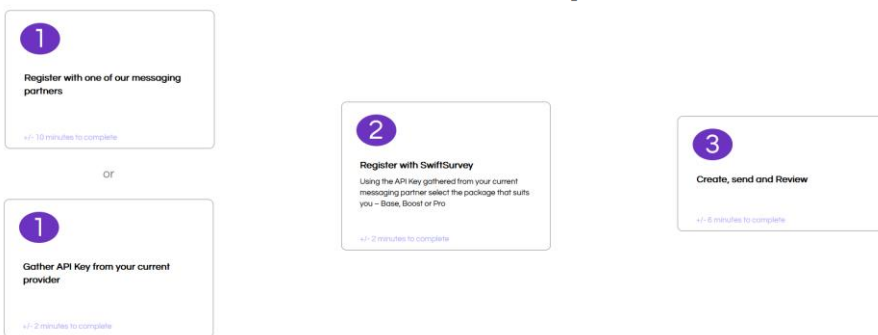 1
Register with one of our messaging
partners
+/- 10 minutes to complete
or
1
Gather API Key from your current
provider
+/- 2 minutes to complete
2
Register with SwiftSurvey
Using the API Key gathered from your current
messaging partner select the package that suits
you – Base, Boost or Pro
+/- 2 minutes to complete
3
Create, send and Review
+/- 6 minutes to complete